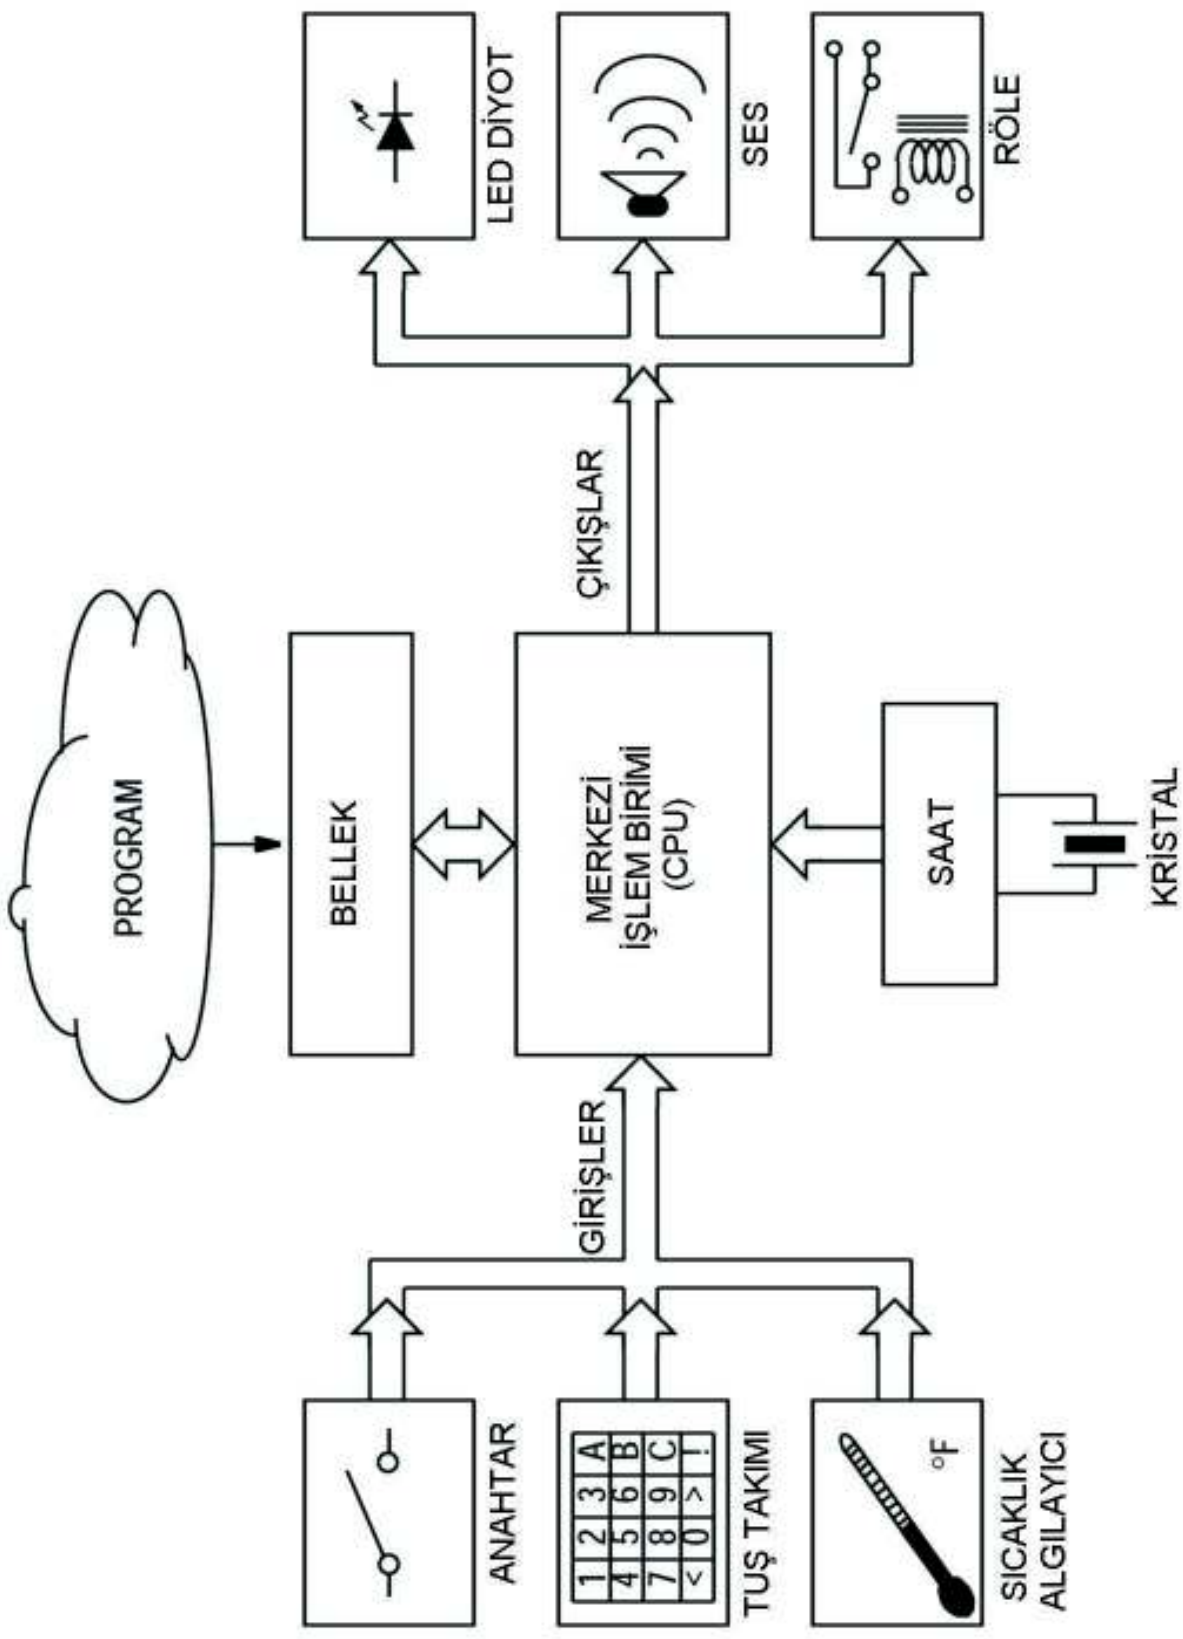 PROGRAM
BELLEK
MERKEZİ
İŞLEM BİRİMİ
(CPU)
SAAT
KRİSTAL
GİRİŞLER
ÇIKIŞLAR
ANAHTAR
1 2 3 A
4 5 6 B
7 8 9 C
< 0 > !
TUŞ TAKIMI
°F
SICAKLIK
ALGILAYICI
LED DİYOT
SES
RÖLE